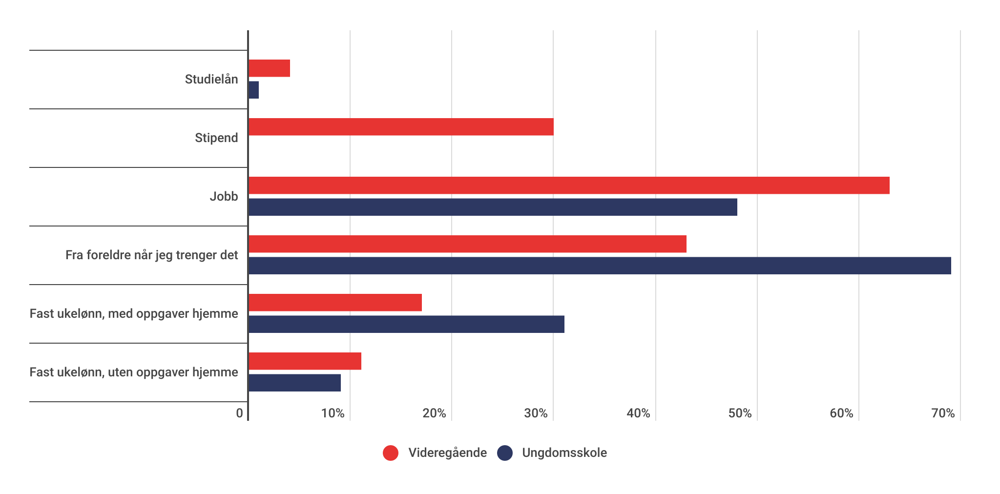 Studielån
Stipend
Jobb
Fra foreldre når jeg trenger det
Fast ukelønn, med oppgaver hjemme
Fast ukelønn, uten oppgaver hjemme
0 10% 20% 30% 40% 50% 60% 70%
Videregående Ungdomsskole